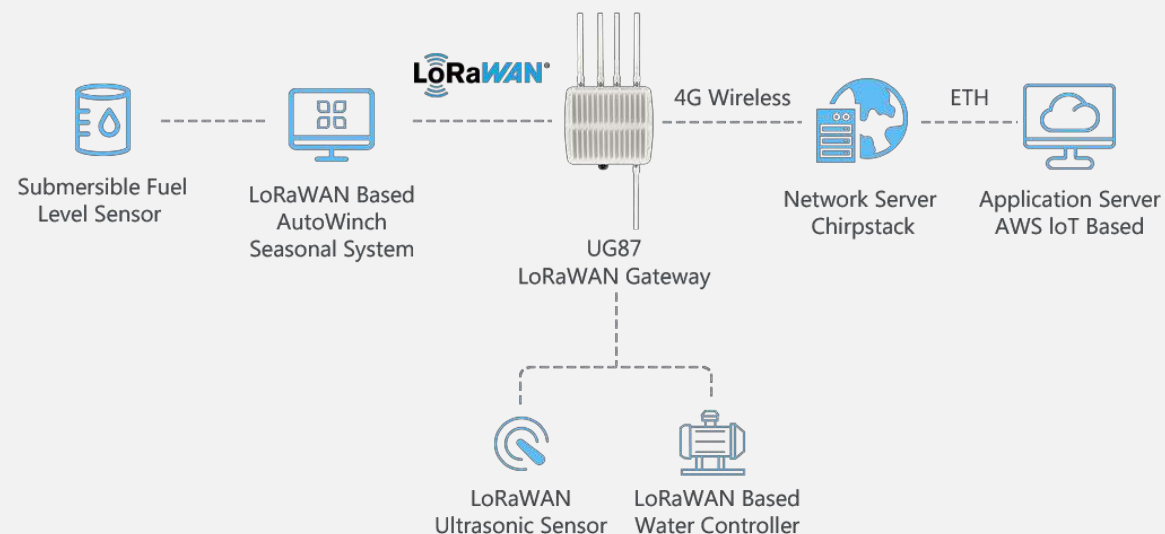 LoRaWAN®
4G Wireless
ETH
Submersible Fuel
Level Sensor
LoRaWAN Based
AutoWinch
Seasonal System
UG87
LoRaWAN Gateway
Network Server
Chirpstack
Application Server
AWS loT Based
LoRaWAN
Ultrasonic Sensor
LoRaWAN Based
Water Controller